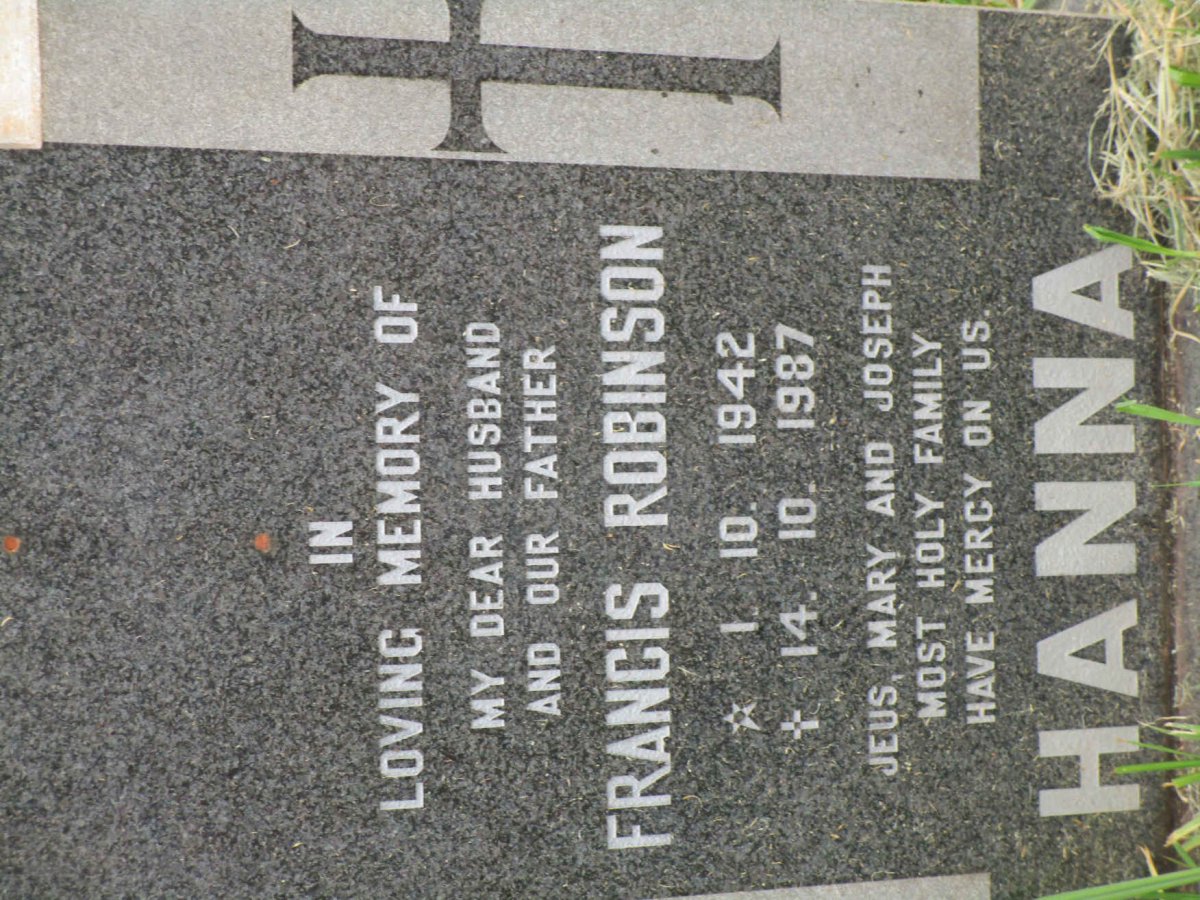 IN
LOVING MEMORY OF
MY DEAR HUSBAND
AND OUR FATHER
FRANCIS ROBINSON
1. 10. 1942
14. 10. 1987
JEUS, MARY AND JOSEPH
MOST HOLY FAMILY
HAVE MERCY ON US.
HANNA